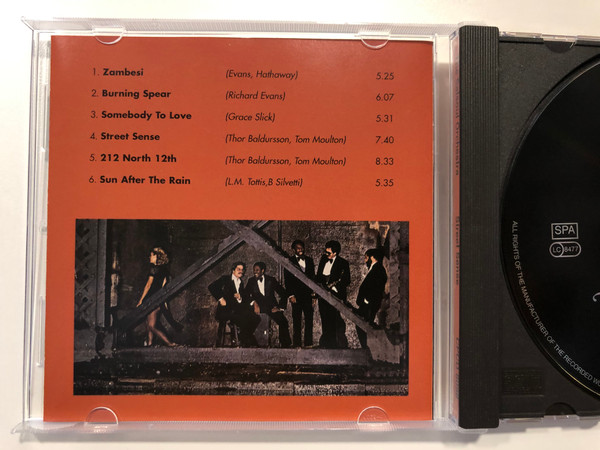 1. Zambesi (Evans, Hathaway) 5.25
2. Burning Spear (Richard Evans) 6.07
3. Somebody To Love (Grace Slick) 5.31
4. Street Sense (Thor Baldursson, Tom Moulton) 7.40
5. 212 North 12th (Thor Baldursson, Tom Moulton) 8.33
6. Sun After The Rain (L.M. Tottis,B Silvetti) 5.35
SPA
LC 8477
ALL RIGHTS OF THE MANUFACTURER OF THE RECORDED